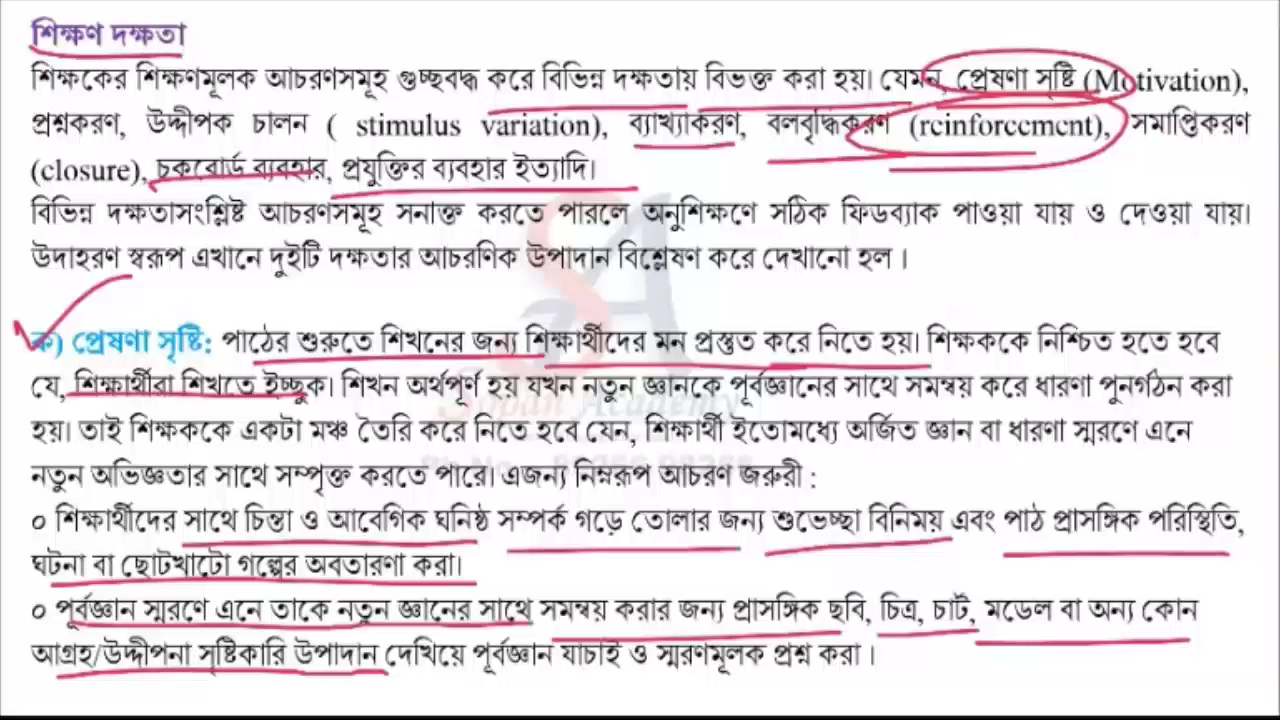 শিক্ষণ দক্ষতা
শিক্ষকের শিক্ষণমূলক আচরণসমূহ গুচ্ছবদ্ধ করে বিভিন্ন দক্ষতায় বিভক্ত করা হয়। যেমন, প্রেষণা সৃষ্টি (Motivation),
প্রশ্নকরণ, উদ্দীপক চালন ( stimulus variation), ব্যাখ্যাকরণ, বলবৃদ্ধিকরণ (reinforcement), সমাপ্তিকরণ
(closure), চকবোর্ড ব্যবহার, প্রযুক্তির ব্যবহার ইত্যাদি।
বিভিন্ন দক্ষতাসংশ্লিষ্ট আচরণসমূহ সনাক্ত করতে পারলে অনুশিক্ষণে সঠিক ফিডব্যাক পাওয়া যায় ও দেওয়া যায়।
উদাহরণ স্বরূপ এখানে দুইটি দক্ষতার আচরণিক উপাদান বিশ্লেষণ করে দেখানো হল ।
ক) প্রেষণা সৃষ্টি: পাঠের শুরুতে শিখনের জন্য শিক্ষার্থীদের মন প্রস্তুত করে নিতে হয়। শিক্ষককে নিশ্চিত হতে হবে
যে, শিক্ষার্থীরা শিখতে ইচ্ছুক। শিখন অর্থপূর্ণ হয় যখন নতুন জ্ঞানকে পূর্বজ্ঞানের সাথে সমন্বয় করে ধারণা পুনর্গঠন করা
হয়। তাই শিক্ষককে একটা মঞ্চ তৈরি করে নিতে হবে যেন, শিক্ষার্থী ইতোমধ্যে অর্জিত জ্ঞান বা ধারণা স্মরণে এনে
নতুন অভিজ্ঞতার সাথে সম্পৃক্ত করতে পারে। এজন্য নিম্নরূপ আচরণ জরুরী :
০ শিক্ষার্থীদের সাথে চিন্তা ও আবেগিক ঘনিষ্ঠ সম্পর্ক গড়ে তোলার জন্য শুভেচ্ছা বিনিময় এবং পাঠ প্রাসঙ্গিক পরিস্থিতি,
ঘটনা বা ছোটখাটো গল্পের অবতারণা করা।
০ পূর্বজ্ঞান স্মরণে এনে তাকে নতুন জ্ঞানের সাথে সমন্বয় করার জন্য প্রাসঙ্গিক ছবি, চিত্র, চার্ট, মডেল বা অন্য কোন
আগ্রহ/উদ্দীপনা সৃষ্টিকারি উপাদান দেখিয়ে পূর্বজ্ঞান যাচাই ও স্মরণমূলক প্রশ্ন করা ।
SA
Sopan Academy